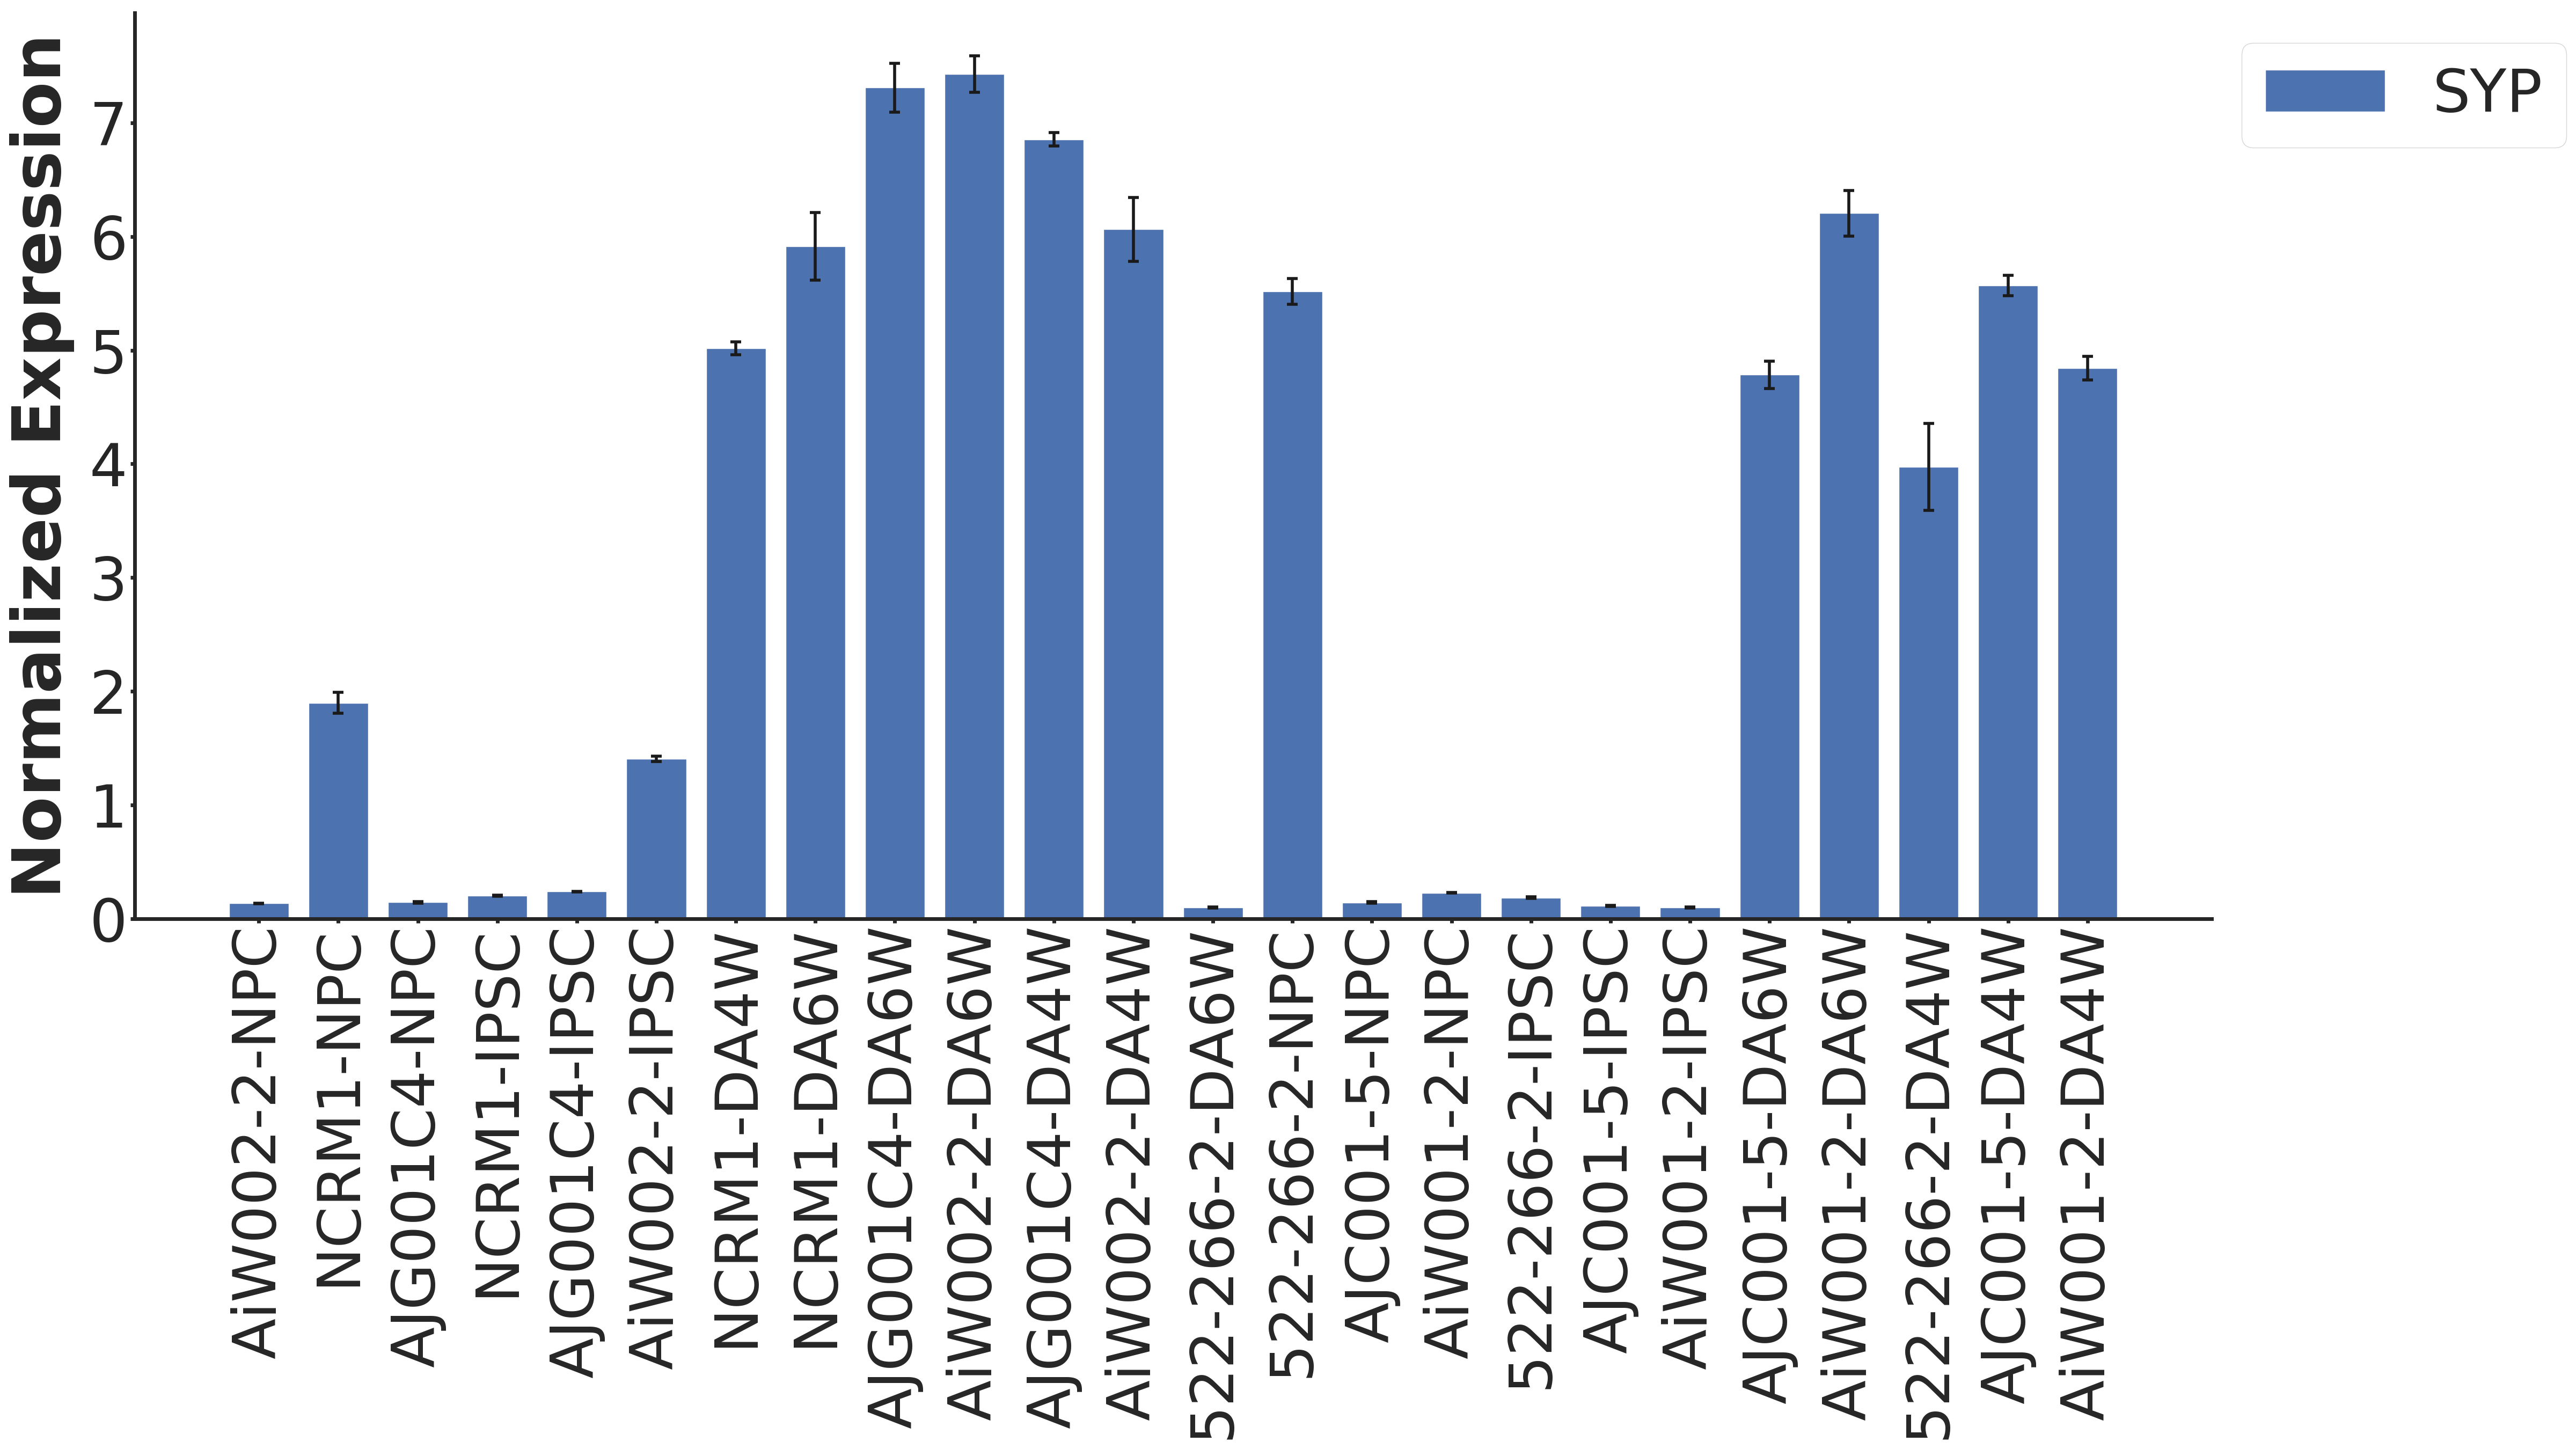 Normalized Expression
7
6
5
4
3
2
1
0
SYP
AiW002-2-NPC
NCRM1-NPC
AJG001C4-NPC
NCRM1-IPSC
AJG001C4-IPSC
AiW002-2-IPSC
NCRM1-DA4W
NCRM1-DA6W
AJG001C4-DA6W
AiW002-2-DA6W
AJG001C4-DA4W
AiW002-2-DA4W
522-266-2-DA6W
522-266-2-NPC
AJC001-5-NPC
AiW001-2-NPC
522-266-2-IPSC
AJC001-5-IPSC
AiW001-2-IPSC
AJC001-5-DA6W
AiW001-2-DA6W
522-266-2-DA4W
AJC001-5-DA4W
AiW001-2-DA4W